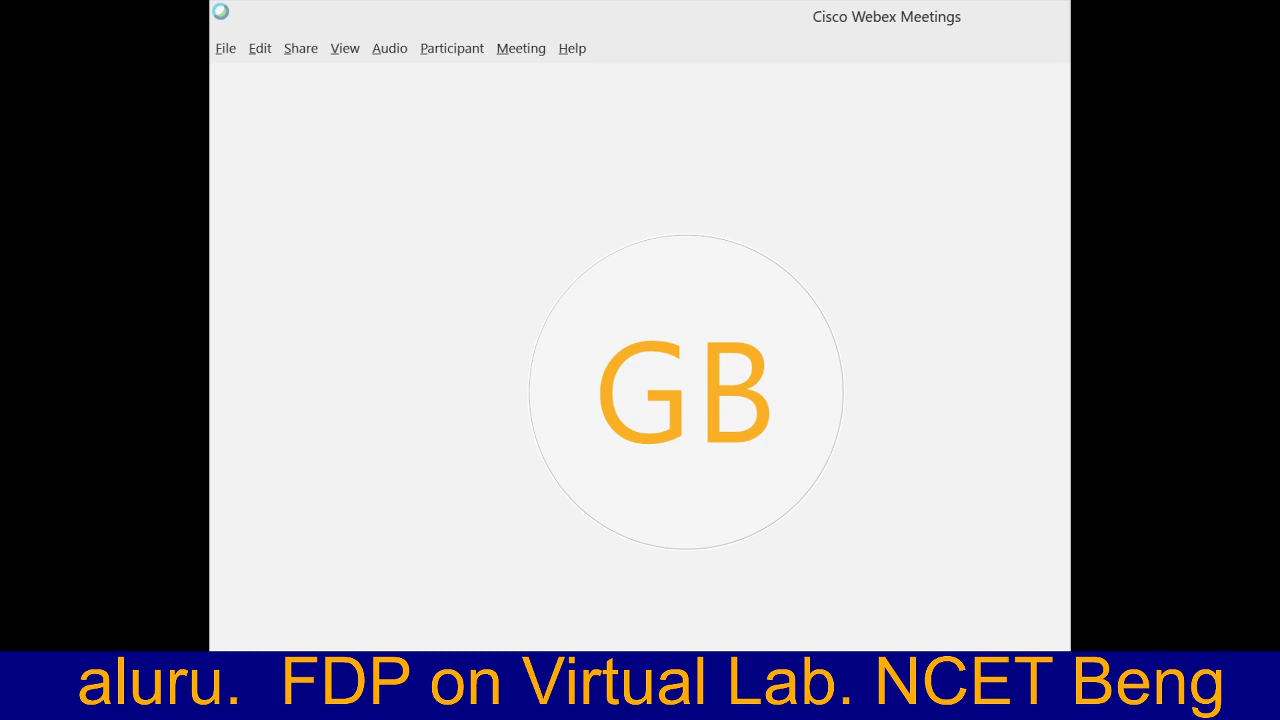 Cisco Webex Meetings
File Edit Share View Audio Participant Meeting Help
GB
aluru.  FDP on Virtual Lab. NCET Beng